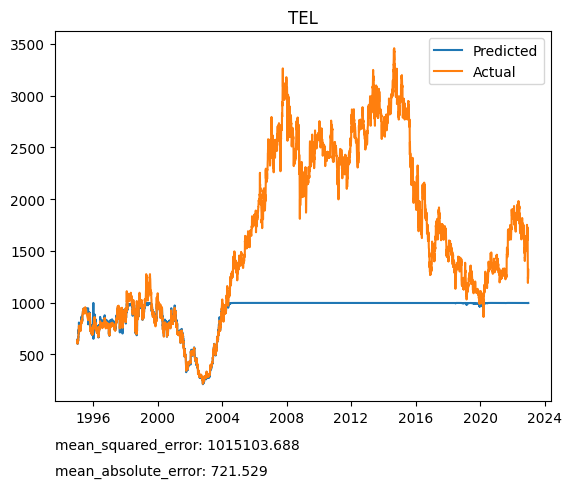 TEL
Predicted
Actual
3500
3000
2500
2000
1500
1000
500
1996 2000 2004 2008 2012 2016 2020 2024
mean_squared_error: 1015103.688
mean_absolute_error: 721.529